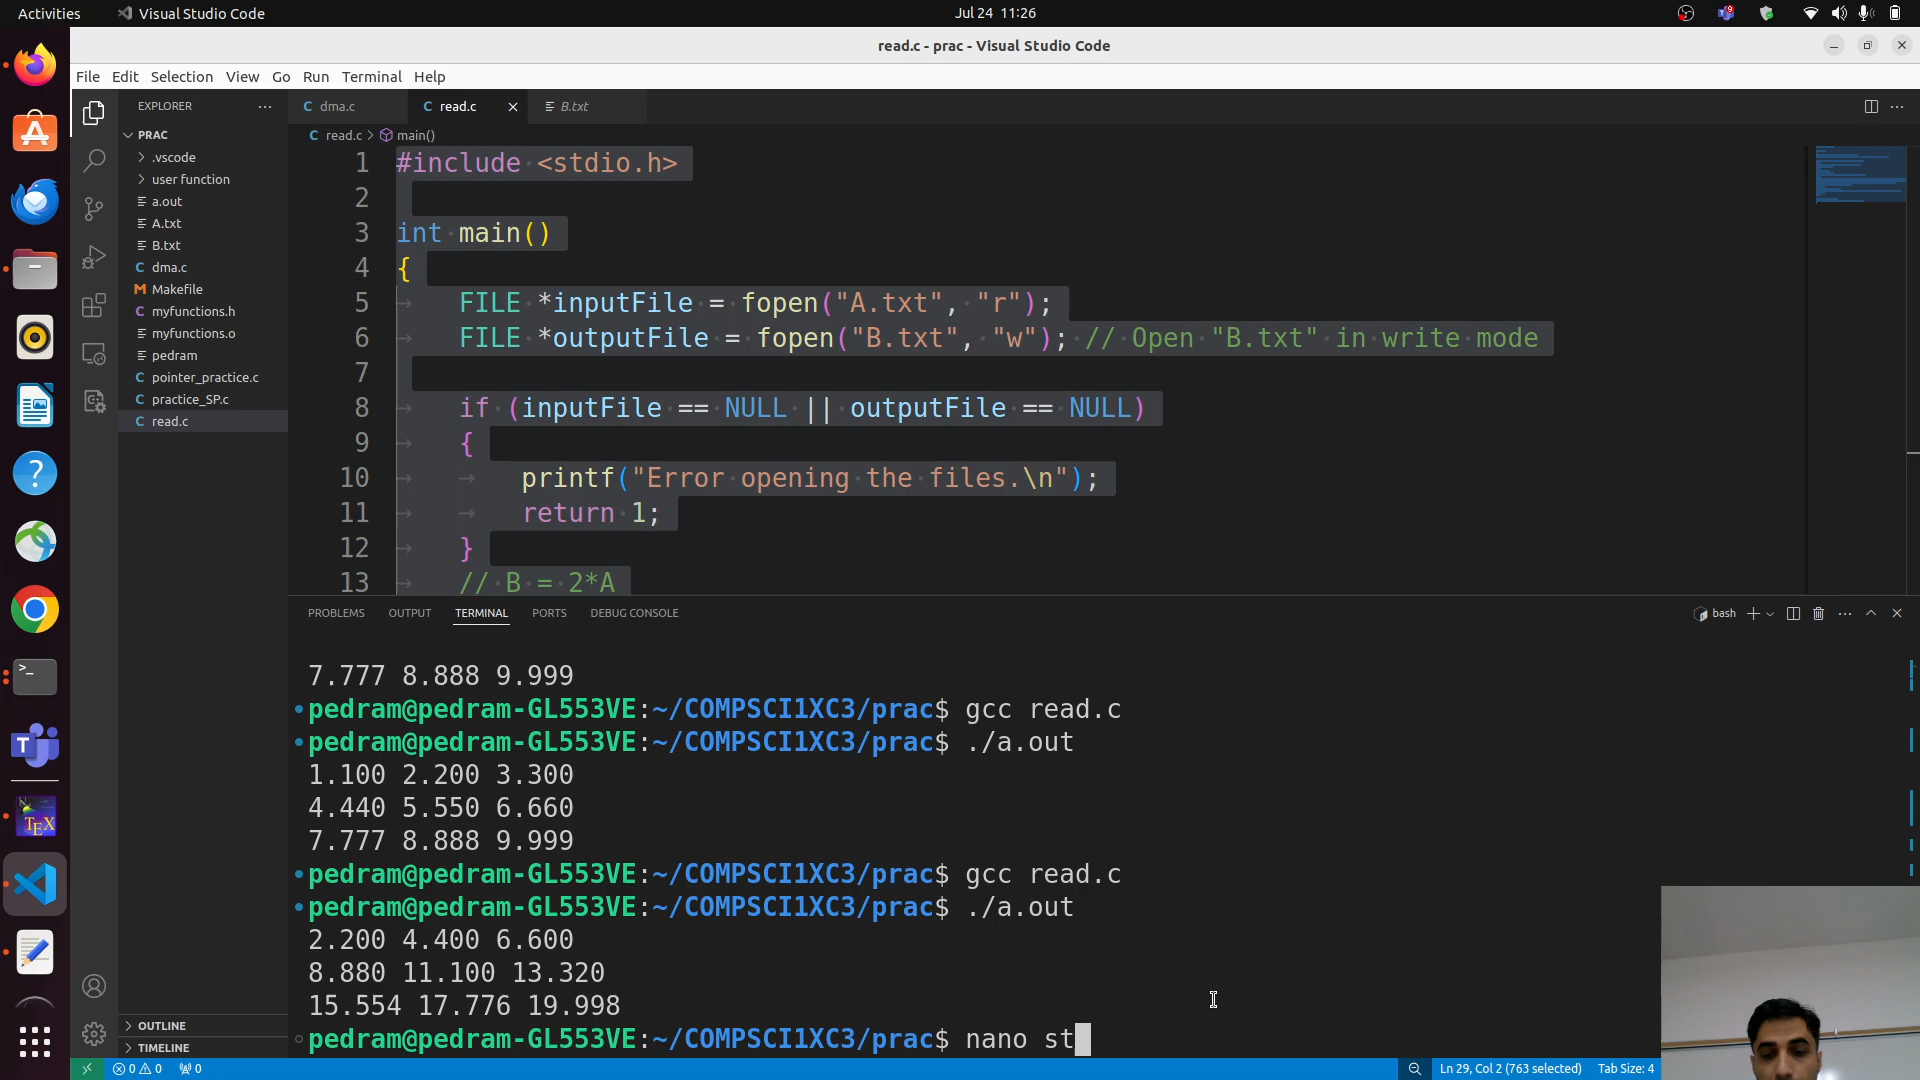 Activities
Visual Studio Code
Jul 24 11:26
9
read.c - prac - Visual Studio Code
File Edit Selection View Go Run Terminal Help
EXPLORER
PRAC
.vscode
user function
a.out
A.txt
B.txt
C dma.c
M Makefile
C myfunctions.h
myfunctions.o
pedram
C pointer_practice.c
C practice_SP.c
C read.c
OUTLINE
TIMELINE
C dma.c
C read.c
B.txt
C read.c > main()
1 #include <stdio.h>
2
3 int main()
4 {
5 FILE *inputFile = fopen("A.txt", "r");
6 FILE *outputFile = fopen("B.txt", "w"); // Open "B.txt" in write mode
7
8 if (inputFile == NULL || outputFile == NULL)
9 {
10 printf("Error opening the files.\n");
11 return 1;
12 }
13 // B = 2*A
PROBLEMS OUTPUT TERMINAL PORTS DEBUG CONSOLE
bash
7.777 8.888 9.999
pedram@pedram-GL553VE:~/COMPSCI1XC3/prac$ gcc read.c
pedram@pedram-GL553VE:~/COMPSCI1XC3/prac$ ./a.out
1.100 2.200 3.300
4.440 5.550 6.660
7.777 8.888 9.999
pedram@pedram-GL553VE:~/COMPSCI1XC3/prac$ gcc read.c
pedram@pedram-GL553VE:~/COMPSCI1XC3/prac$ ./a.out
2.200 4.400 6.600
8.880 11.100 13.320
15.554 17.776 19.998
pedram@pedram-GL553VE:~/COMPSCI1XC3/prac$ nano st
0 0 0
Ln 29, Col 2 (763 selected) Tab Size: 4
TEX